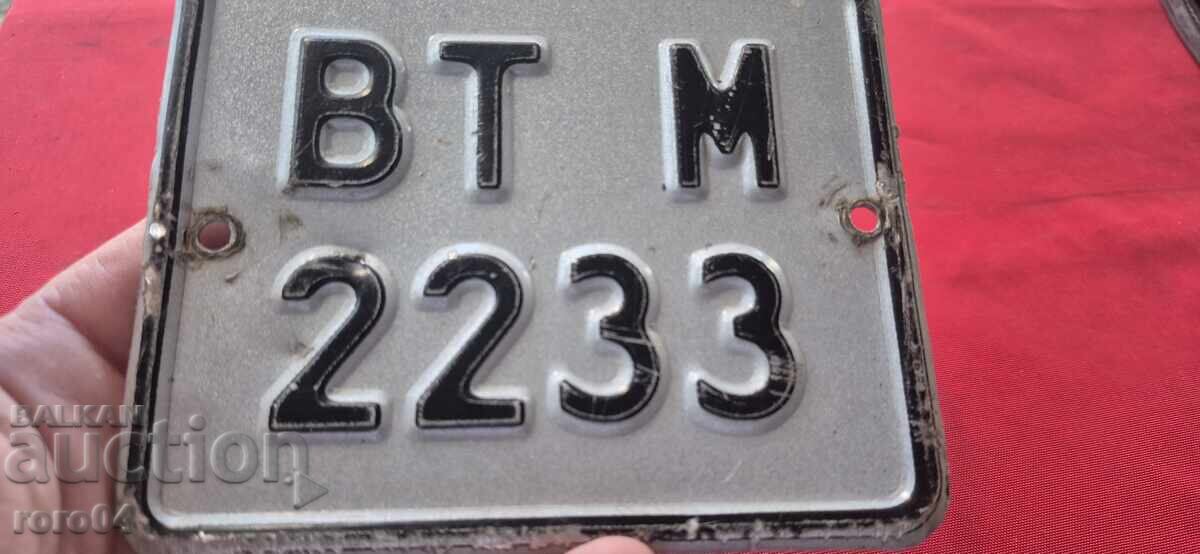 BT M
2233
BALKAN
auction
roro04